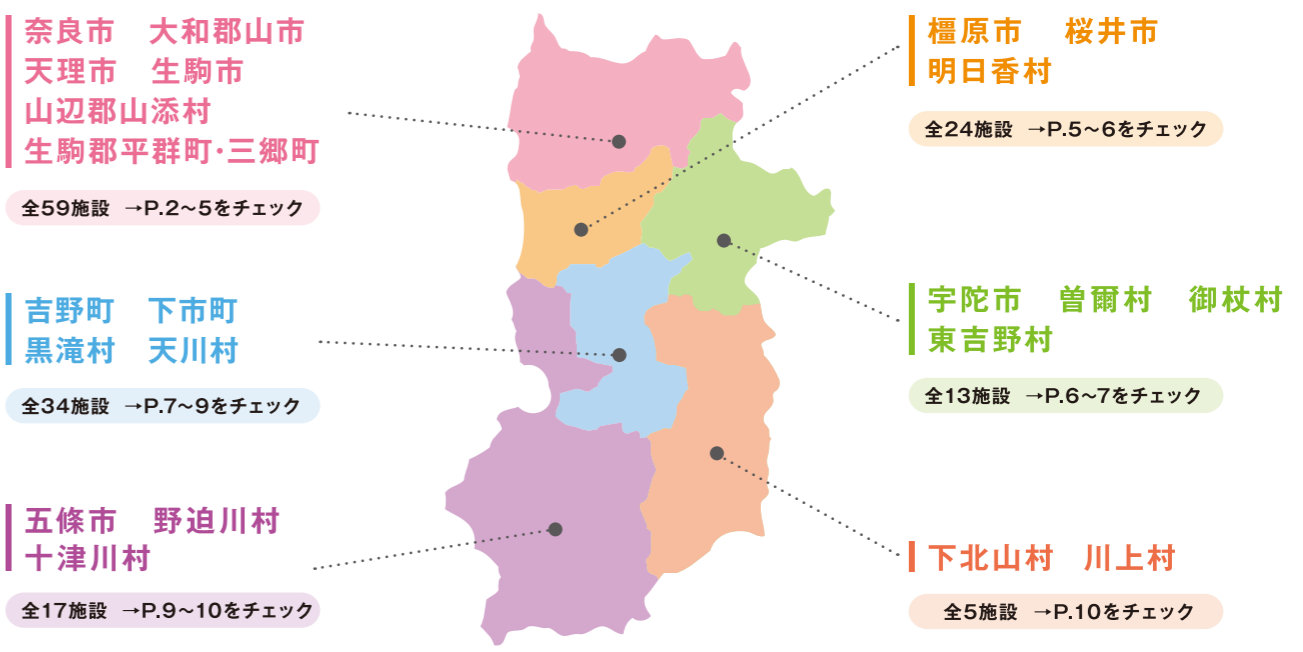 奈良市　大和郡山市
天理市　生駒市
山辺郡山添村
生駒郡平群町・三郷町
全59施設 →P.2〜5をチェック
吉野町　下市町
黒滝村　天川村
全34施設 →P.7〜9をチェック
五條市　野迫川村
十津川村
全17施設 →P.9〜10をチェック
橿原市　桜井市
明日香村
全24施設 →P.5〜6をチェック
宇陀市　曽爾村　御杖村
東吉野村
全13施設 →P.6〜7をチェック
下北山村　川上村
全5施設 →P.10をチェック